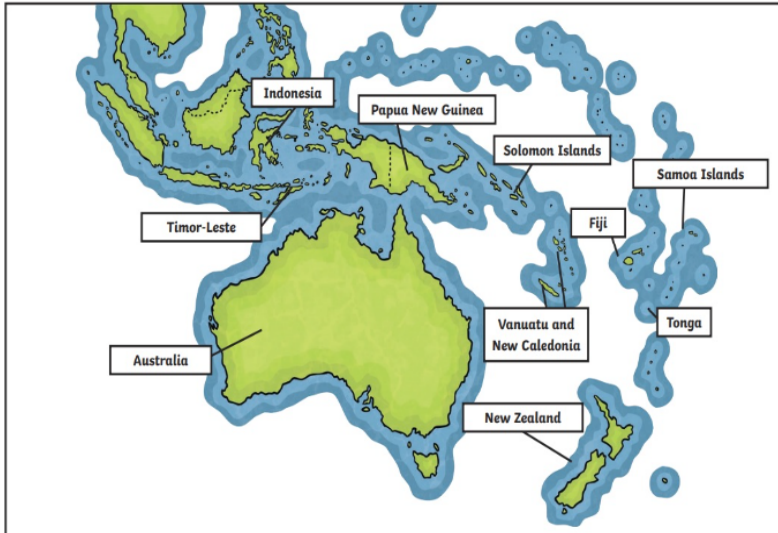 Indonesia
Papua New Guinea
Solomon Islands
Samoa Islands
Timor-Leste
Fiji
Vanuatu and
New Caledonia
Tonga
Australia
New Zealand